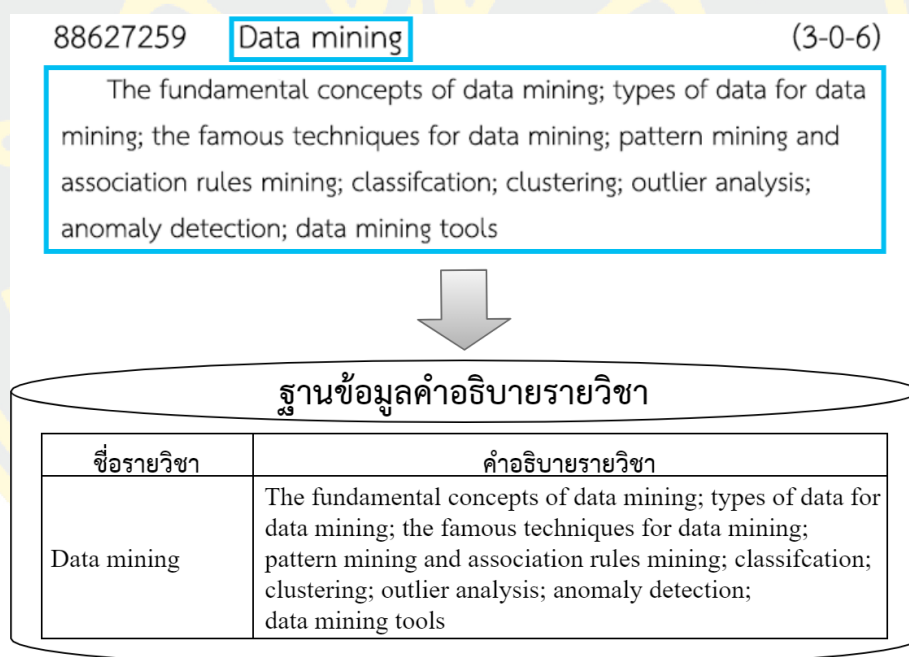 88627259 Data mining (3-0-6)
The fundamental concepts of data mining; types of data for data
mining; the famous techniques for data mining; pattern mining and
association rules mining; classifcation; clustering; outlier analysis;
anomaly detection; data mining tools
ฐานข้อมูลคำอธิบายรายวิชา
ชื่อรายวิชา คำอธิบายรายวิชา
Data mining
The fundamental concepts of data mining; types of data for
data mining; the famous techniques for data mining;
pattern mining and association rules mining; classifcation;
clustering; outlier analysis; anomaly detection;
data mining tools